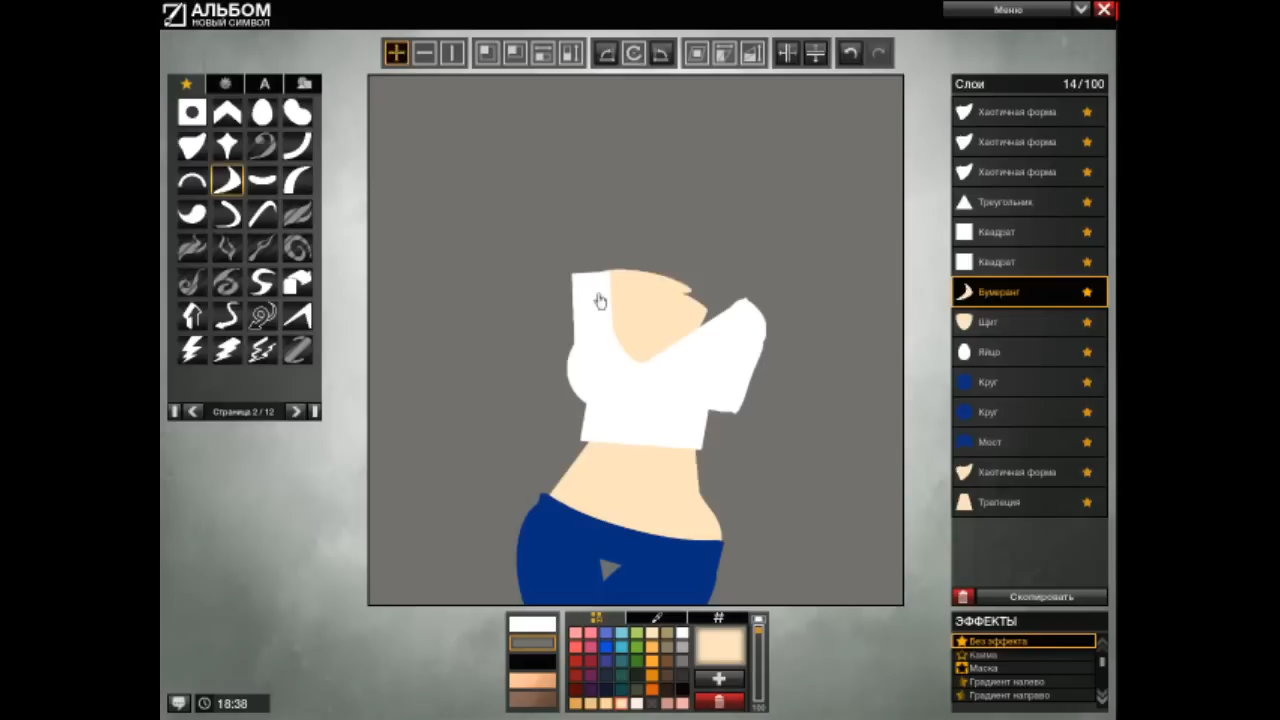 АЛЬБОМ
НОВЫЙ СИМВОЛ
Меню
A
Слои 14/100
Хаотичная форма
Хаотичная форма
Хаотичная форма
Треугольник
Квадрат
Квадрат
Бумеранг
Щит
Яйцо
Круг
Круг
Мост
Хаотичная форма
Трапеция
Страница 2 / 12
Скопировать
ЭФФЕКТЫ
Без эффекта
Кайма
Маска
Градиент налево
Градиент направо
#
100
18:38